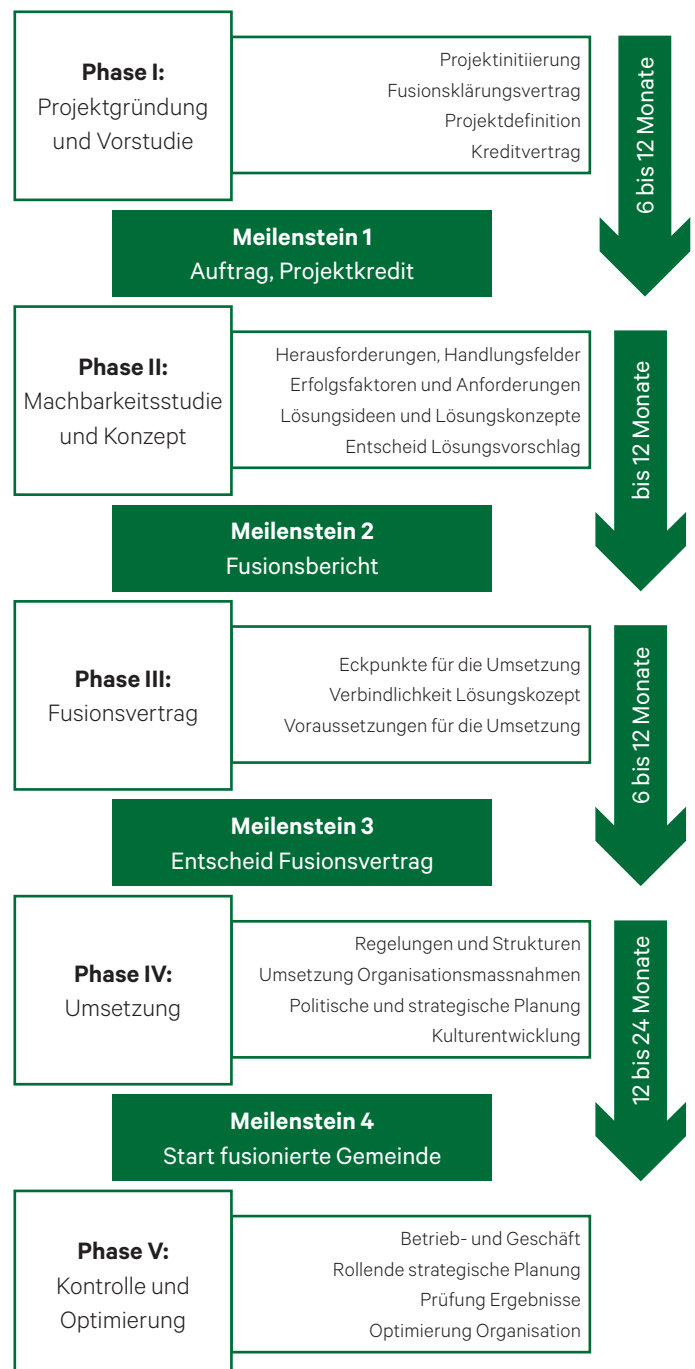 Phase I:
Projektgründung
und Vorstudie
Projektinitiierung
Fusionsklärungsvertrag
Projektdefinition
Kreditvertrag
6 bis 12 Monate
Meilenstein 1
Auftrag, Projektkredit
Phase II:
Machbarkeitsstudie
und Konzept
Herausforderungen, Handlungsfelder
Erfolgsfaktoren und Anforderungen
Lösungsideen und Lösungskonzepte
Entscheid Lösungsvorschlag
bis 12 Monate
Meilenstein 2
Fusionsbericht
Phase III:
Fusionsvertrag
Eckpunkte für die Umsetzung
Verbindlichkeit Lösungskozept
Voraussetzungen für die Umsetzung
6 bis 12 Monate
Meilenstein 3
Entscheid Fusionsvertrag
Phase IV:
Umsetzung
Regelungen und Strukturen
Umsetzung Organisationsmassnahmen
Politische und strategische Planung
Kulturentwicklung
12 bis 24 Monate
Meilenstein 4
Start fusionierte Gemeinde
Phase V:
Kontrolle und
Optimierung
Betrieb- und Geschäft
Rollende strategische Planung
Prüfung Ergebnisse
Optimierung Organisation